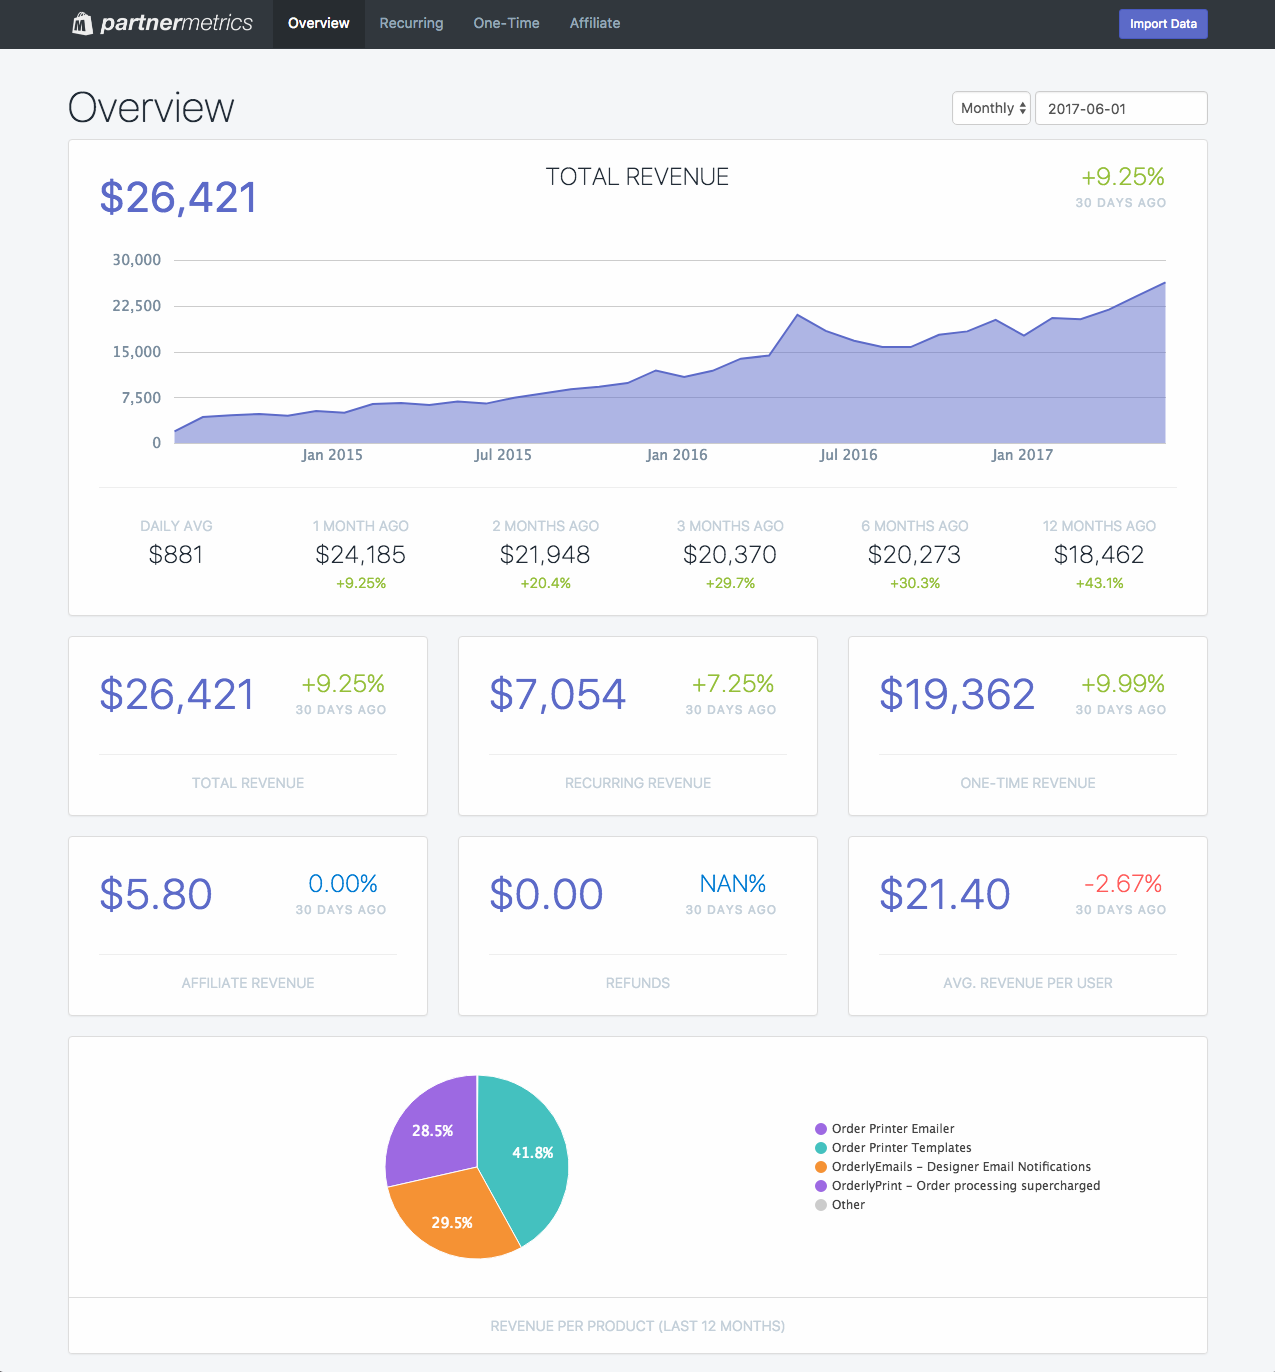 partnermetrics Overview Recurring One-Time Affiliate Import Data
Overview
Monthly 2017-06-01
$26,421
TOTAL REVENUE
+9.25%
30 DAYS AGO
30,000
22,500
15,000
7,500
0
Jan 2015 Jul 2015 Jan 2016 Jul 2016 Jan 2017
DAILY AVG 1 MONTH AGO 2 MONTHS AGO 3 MONTHS AGO 6 MONTHS AGO 12 MONTHS AGO
$881 $24,185 $21,948 $20,370 $20,273 $18,462
+9.25% +20.4% +29.7% +30.3% +43.1%
$26,421
+9.25%
30 DAYS AGO
TOTAL REVENUE
$7,054
+7.25%
30 DAYS AGO
RECURRING REVENUE
$19,362
+9.99%
30 DAYS AGO
ONE-TIME REVENUE
$5.80
0.00%
30 DAYS AGO
AFFILIATE REVENUE
$0.00
NAN%
30 DAYS AGO
REFUNDS
$21.40
-2.67%
30 DAYS AGO
AVG. REVENUE PER USER
28.5%
41.8%
29.5%
Order Printer Emailer
Order Printer Templates
OrderlyEmails - Designer Email Notifications
OrderlyPrint - Order processing supercharged
Other
REVENUE PER PRODUCT (LAST 12 MONTHS)